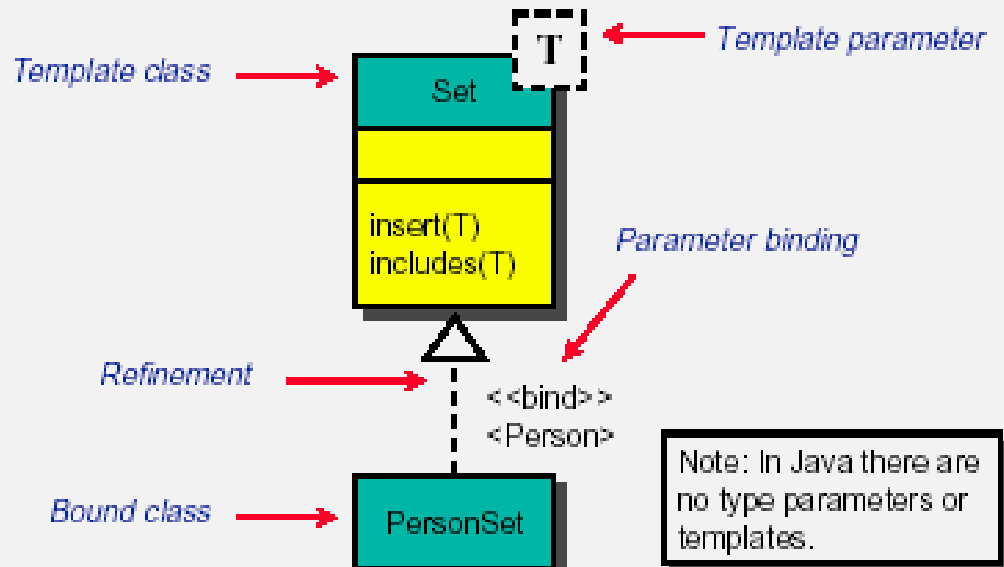 T
Template parameter
Template class
Set
insert(T)
includes(T)
Parameter binding
Refinement
<<bind>>
<Person>
Note: In Java there are
no type parameters or
templates.
Bound class
PersonSet